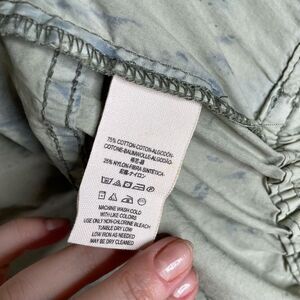 75% COTTON-COTON-ALGODÓN-
COTONE-BAUMWOLLE-ALGODÃO-
25% NYLON-FIBRA SINTÉTICA-
MACHINE WASH COLD
WITH LIKE COLORS
USE ONLY NON-CHLORINE BLEACH
TUMBLE DRY LOW
LOW IRON AS NEEDED
MAY BE DRY CLEANED